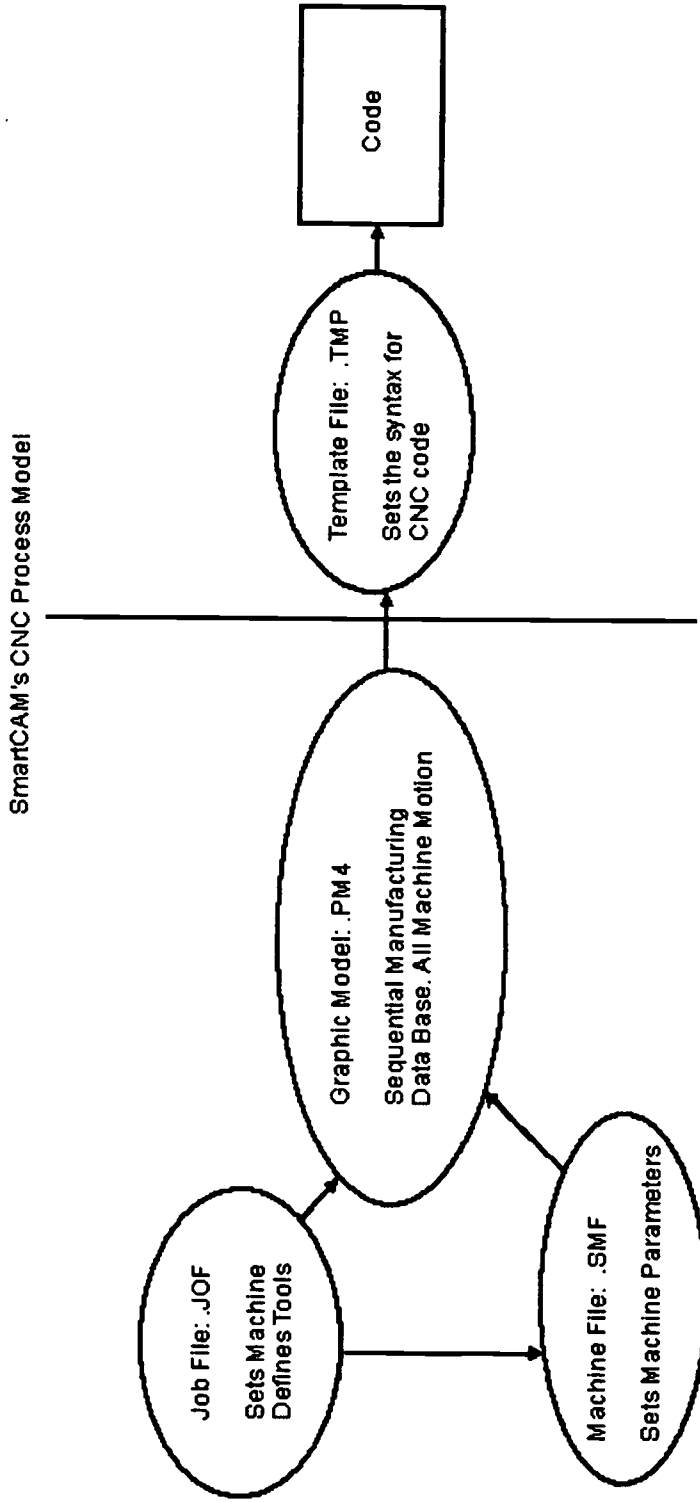 SmartCAM's CNC Process Model
Job File: .JOF
Sets Machine
Defines Tools
Machine File: .SMF
Sets Machine Parameters
Graphic Model: .PM4
Sequential Manufacturing
Data Base. All Machine Motion
Template File: .TMP
Sets the syntax for
CNC code
Code